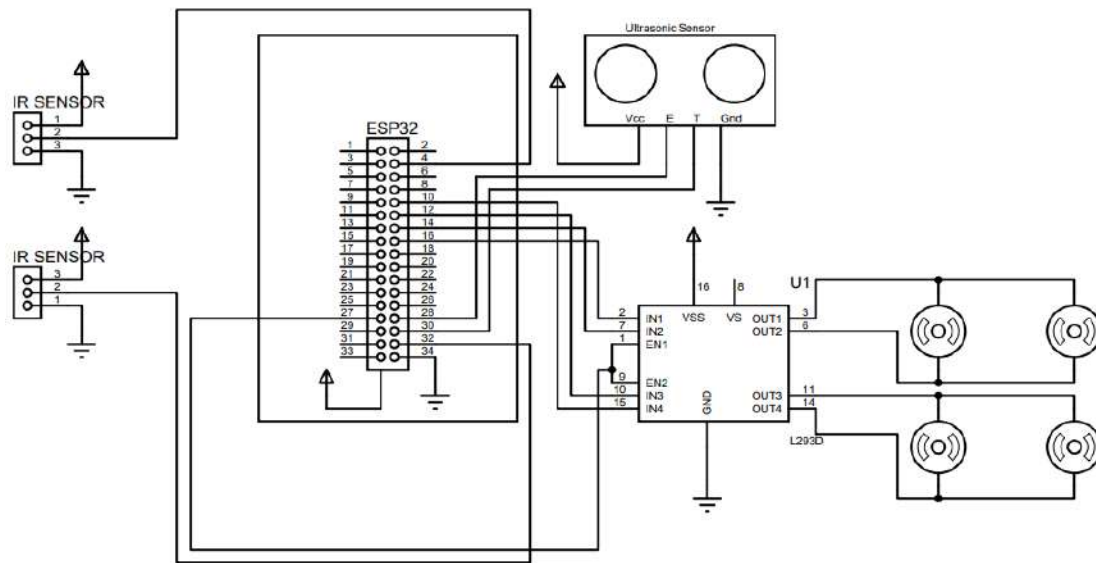 Ultrasonic Sensor
Vcc E T Gnd
IR SENSOR
1
2
3
IR SENSOR
3
2
1
ESP32
1 2
3 4
5 6
7 8
9 10
11 12
13 14
15 16
17 18
19 20
21 22
23 24
25 26
27 28
29 30
31 32
33 34
U1
16 8
VSS VS
2 IN1 OUT1 3
7 IN2 OUT2 6
1 EN1
9 EN2
10 IN3 OUT3 11
15 IN4 OUT4 14
GND
L293D